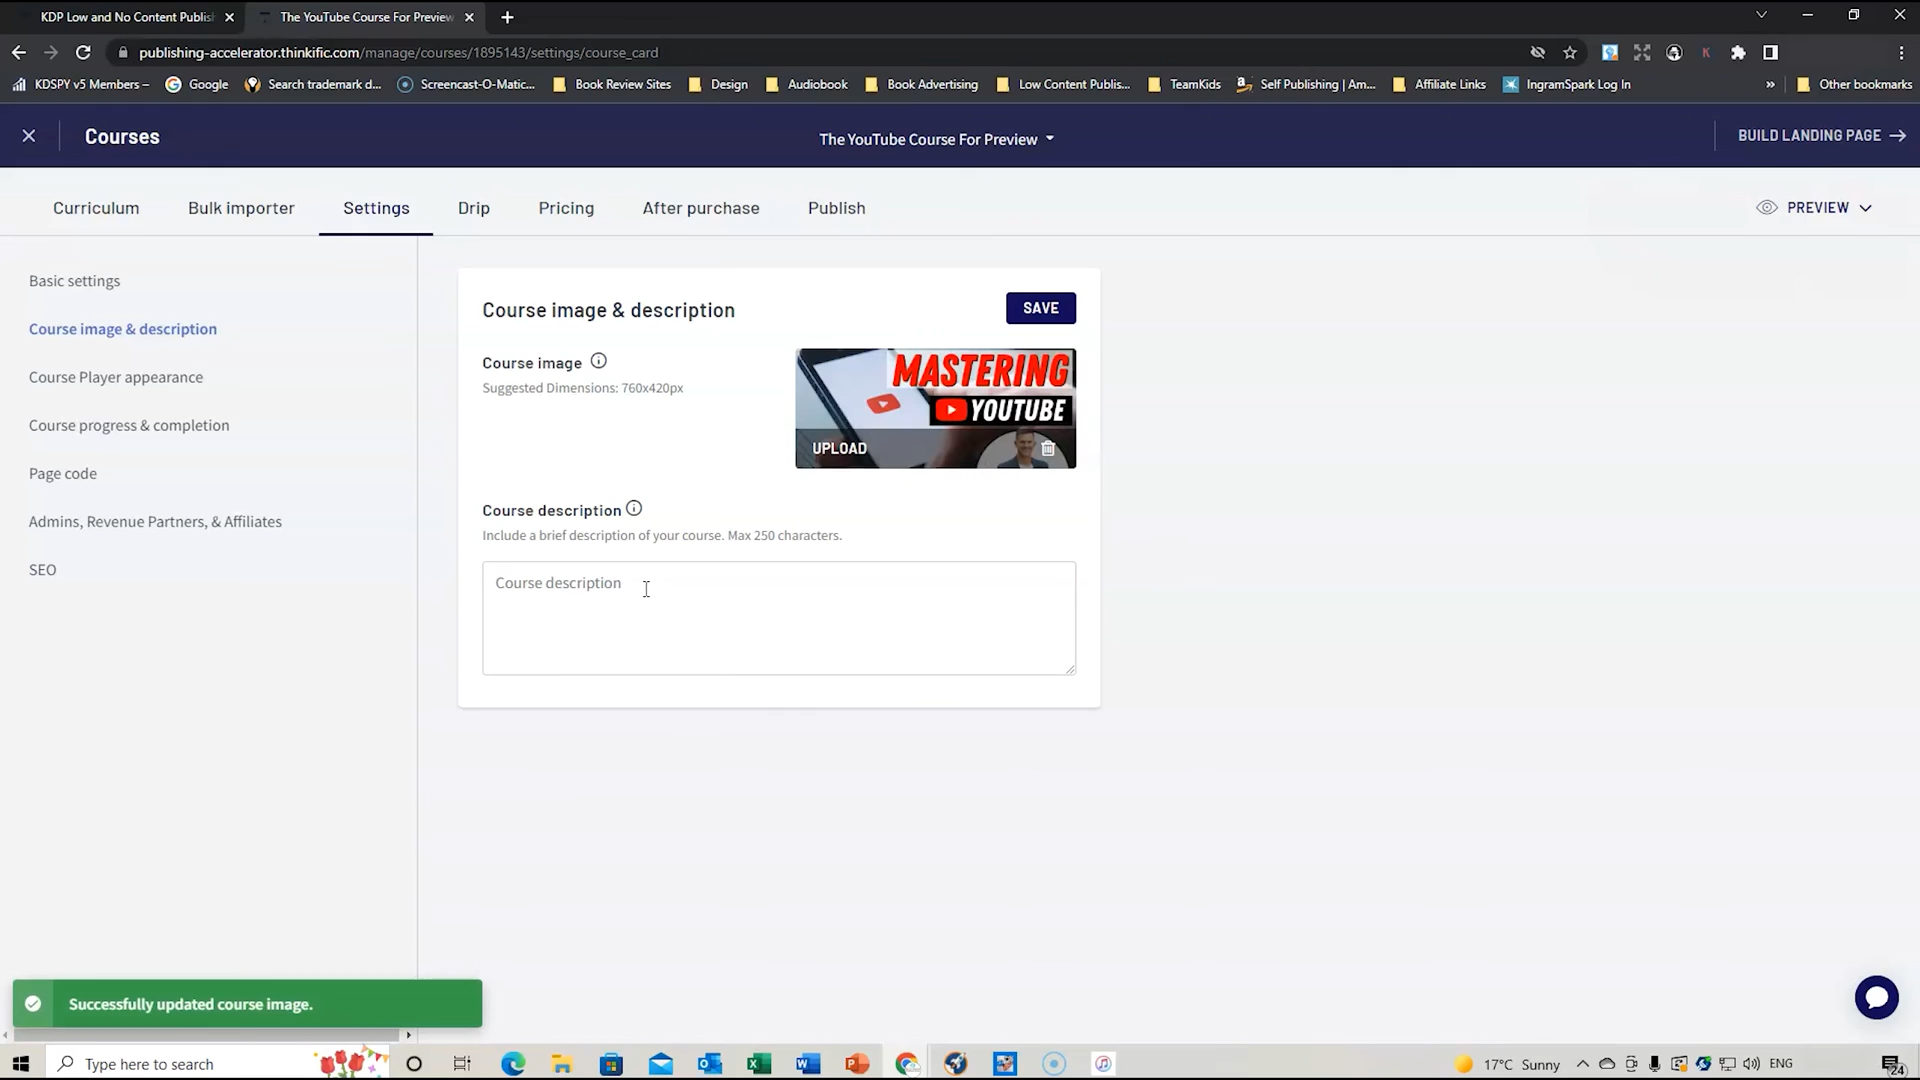 KDP Low and No Content Publis
The YouTube Course For Preview
publishing-accelerator.thinkific.com/manage/courses/1895143/settings/course_card
KDSPY v5 Members –
Google
Search trademark d...
Screencast-O-Matic...
Book Review Sites
Design
Audiobook
Book Advertising
Low Content Publis...
TeamKids
Self Publishing | Am...
Affiliate Links
IngramSpark Log In
»
Other bookmarks
Courses
The YouTube Course For Preview
BUILD LANDING PAGE
Curriculum
Bulk importer
Settings
Drip
Pricing
After purchase
Publish
PREVIEW
Basic settings
Course image & description
Course Player appearance
Course progress & completion
Page code
Admins, Revenue Partners, & Affiliates
SEO
Course image & description
SAVE
Course image
Suggested Dimensions: 760x420px
MASTERING
YOUTUBE
UPLOAD
Course description
Include a brief description of your course. Max 250 characters.
Course description
Successfully updated course image.
Type here to search
17°C Sunny
ENG
24